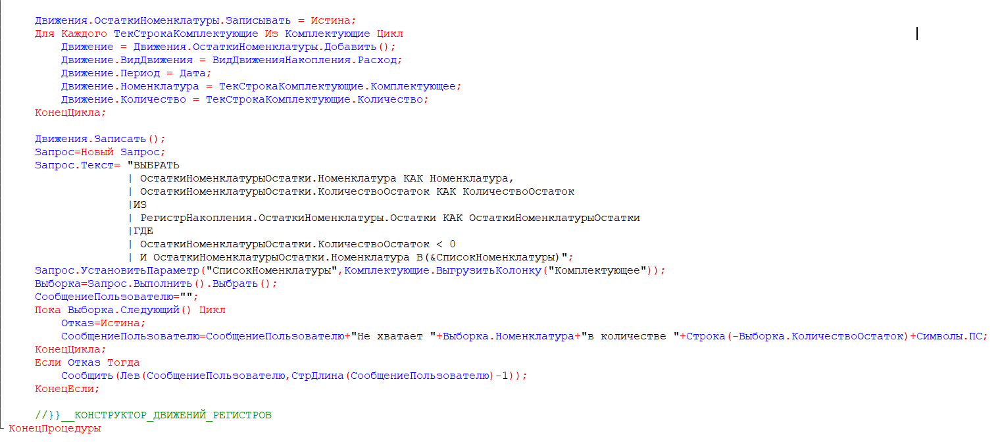 Движения.ОстаткиНоменклатуры.Записывать = Истина;
Для Каждого ТекСтрокаКомплектующие Из Комплектующие Цикл
Движение = Движения.ОстаткиНоменклатуры.Добавить();
Движение.ВидДвижения = ВидДвиженияНакопления.Расход;
Движение.Период = Дата;
Движение.Номенклатура = ТекСтрокаКомплектующие.Комплектующее;
Движение.Количество = ТекСтрокаКомплектующие.Количество;
КонецЦикла;
Движения.Записать();
Запрос=Новый Запрос;
Запрос.Текст= "ВЫБРАТЬ
| ОстаткиНоменклатурыОстатки.Номенклатура КАК Номенклатура,
| ОстаткиНоменклатурыОстатки.КоличествоОстаток КАК КоличествоОстаток
|ИЗ
| РегистрНакопления.ОстаткиНоменклатуры.Остатки КАК ОстаткиНоменклатурыОстатки
|ГДЕ
| ОстаткиНоменклатурыОстатки.КоличествоОстаток < 0
| И ОстаткиНоменклатурыОстатки.Номенклатура В(&СписокНоменклатуры)";
Запрос.УстановитьПараметр("СписокНоменклатуры",Комплектующие.ВыгрузитьКолонку("Комплектующее"));
Выборка=Запрос.Выполнить().Выбрать();
СообщениеПользователю="";
Пока Выборка.Следующий() Цикл
Отказ=Истина;
СообщениеПользователю=СообщениеПользователю+"Не хватает "+Выборка.Номенклатура+"в количестве "+Строка(-Выборка.КоличествоОстаток)+Символы.ПС;
КонецЦикла;
Если Отказ Тогда
Сообщить(Лев(СообщениеПользователю,СтрДлина(СообщениеПользователю)-1));
КонецЕсли;
//}}__КОНСТРУКТОР_ДВИЖЕНИЙ_РЕГИСТРОВ
КонецПроцедуры